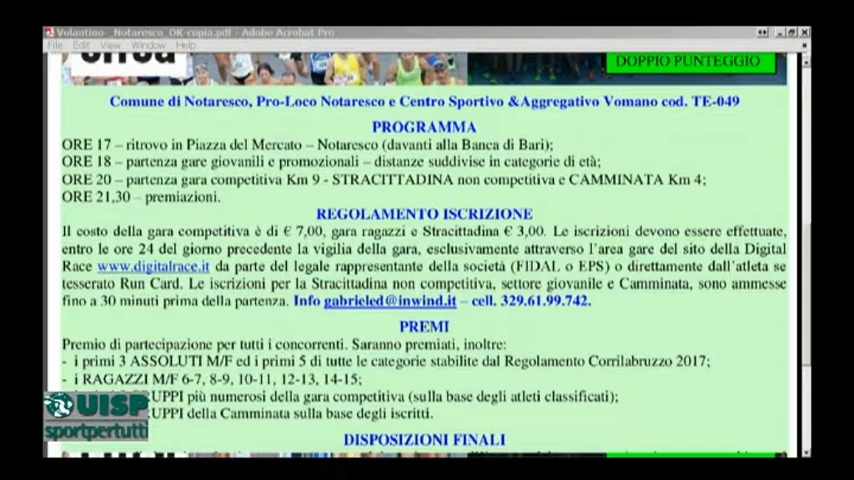 Volantino_ Notaresco_OK-copia.pdf - Adobe Acrobat Pro
File Edit View Window Help
DOPPIO PUNTEGGIO
Comune di Notaresco, Pro-Loco Notaresco e Centro Sportivo &Aggregativo Vomano cod. TE-049
PROGRAMMA
ORE 17 – ritrovo in Piazza del Mercato – Notaresco (davanti alla Banca di Bari);
ORE 18 – partenza gare giovanili e promozionali – distanze suddivise in categorie di età;
ORE 20 – partenza gara competitiva Km 9 - STRACITTADINA non competitiva e CAMMINATA Km 4;
ORE 21,30 – premiazioni.
REGOLAMENTO ISCRIZIONE
Il costo della gara competitiva è di € 7,00, gara ragazzi e Stracittadina € 3,00. Le iscrizioni devono essere effettuate,
entro le ore 24 del giorno precedente la vigilia della gara, esclusivamente attraverso l'area gare del sito della Digital
Race www.digitalrace.it da parte del legale rappresentante della società (FIDAL o EPS) o direttamente dall'atleta se
tesserato Run Card. Le iscrizioni per la Stracittadina non competitiva, settore giovanile e Camminata, sono ammesse
fino a 30 minuti prima della partenza. Info gabrieled@inwind.it – cell. 329.61.99.742.
PREMI
Premio di partecipazione per tutti i concorrenti. Saranno premiati, inoltre:
- i primi 3 ASSOLUTI M/F ed i primi 5 di tutte le categorie stabilite dal Regolamento Corrilabruzzo 2017;
- i RAGAZZI M/F 6-7, 8-9, 10-11, 12-13, 14-15;
RUPPI più numerosi della gara competitiva (sulla base degli atleti classificati);
RUPPI della Camminata sulla base degli iscritti.
UISP
sportpertutti
DISPOSIZIONI FINALI